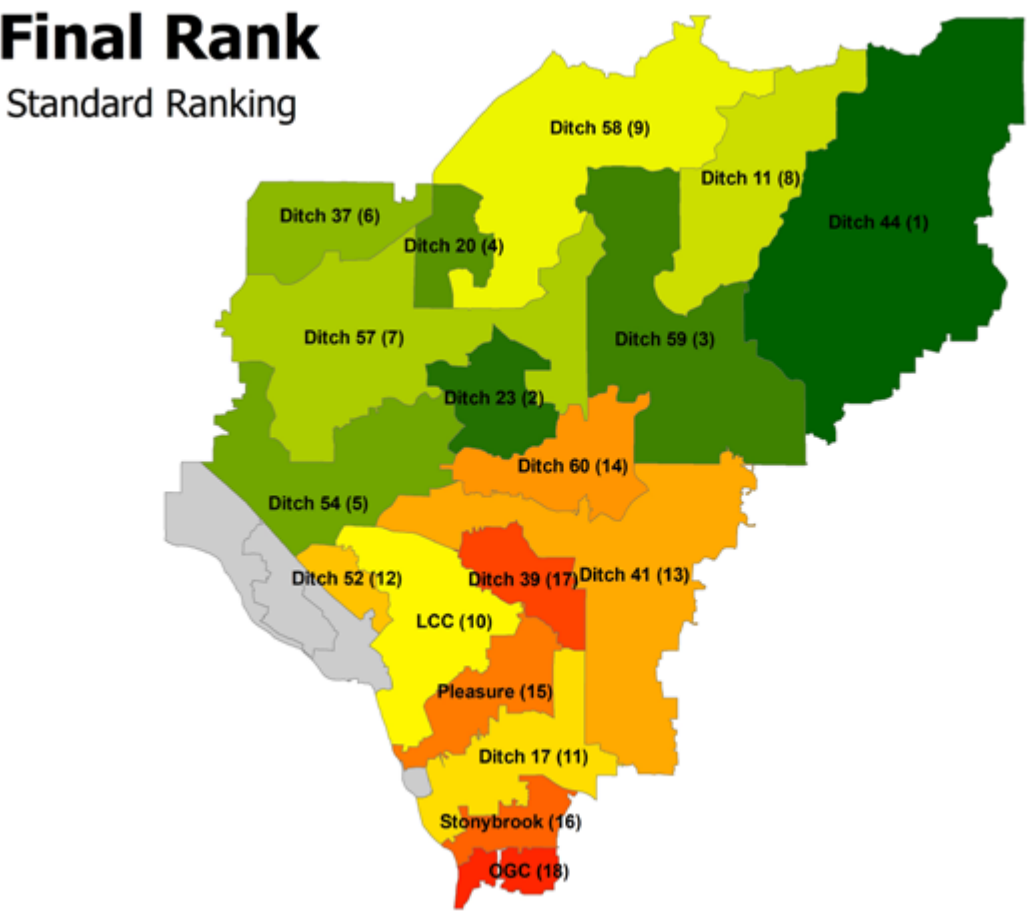 Final Rank
Standard Ranking
Ditch 58 (9)
Ditch 11 (8)
Ditch 37 (6)
Ditch 44 (1)
Ditch 20 (4)
Ditch 57 (7)
Ditch 59 (3)
Ditch 23 (2)
Ditch 60 (14)
Ditch 54 (5)
Ditch 52 (12)
Ditch 39 (17)
Ditch 41 (13)
LCC (10)
Pleasure (15)
Ditch 17 (11)
Stonybrook (16)
OGC (18)